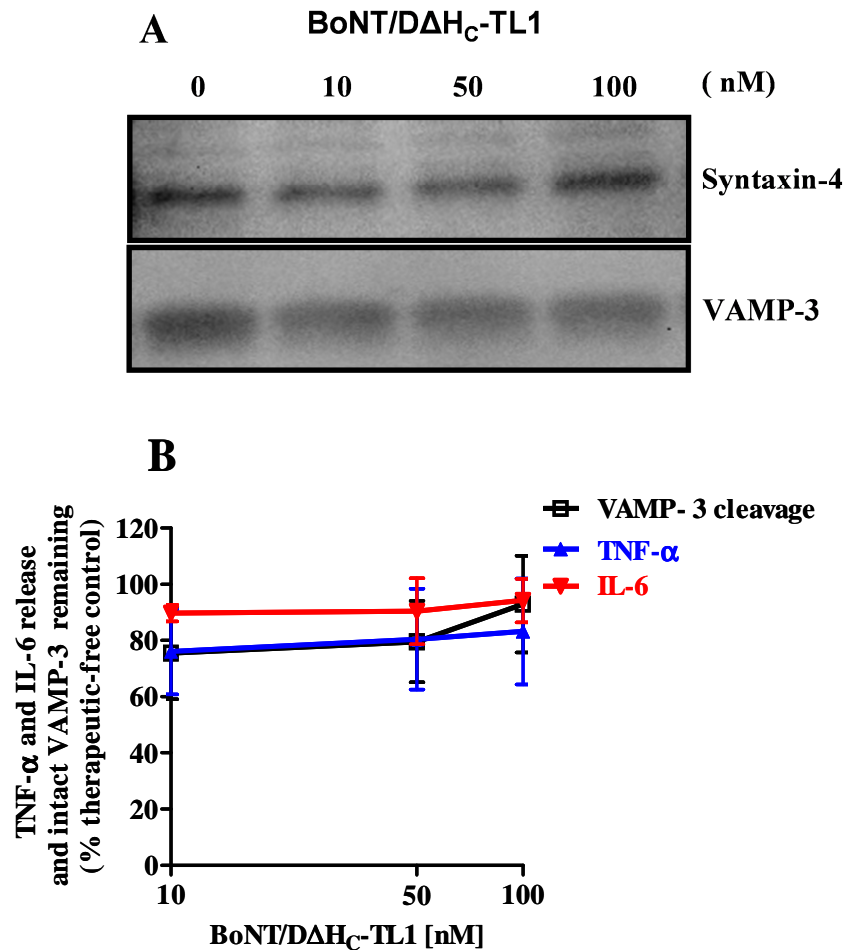 A
BoNT/DΔHC-TL1
0 10 50 100 ( nM)
Syntaxin-4
VAMP-3
B
TNF-α and IL-6 release
and intact VAMP-3 remaining
(% therapeutic-free control)
120
100
80
60
40
20
0
10 50 100
BoNT/DΔHC-TL1 [nM]
VAMP- 3 cleavage
TNF-α
IL-6